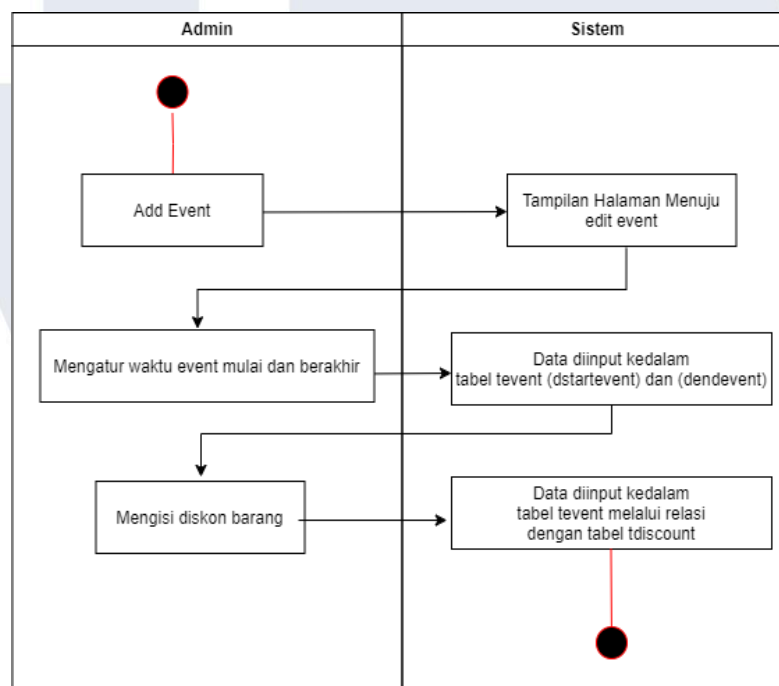 Admin
Sistem
Add Event
Tampilan Halaman Menuju
edit event
Mengatur waktu event mulai dan berakhir
Data diinput kedalam
tabel tevent (dstartevent) dan (dendevent)
Mengisi diskon barang
Data diinput kedalam
tabel tevent melalui relasi
dengan tabel tdiscount